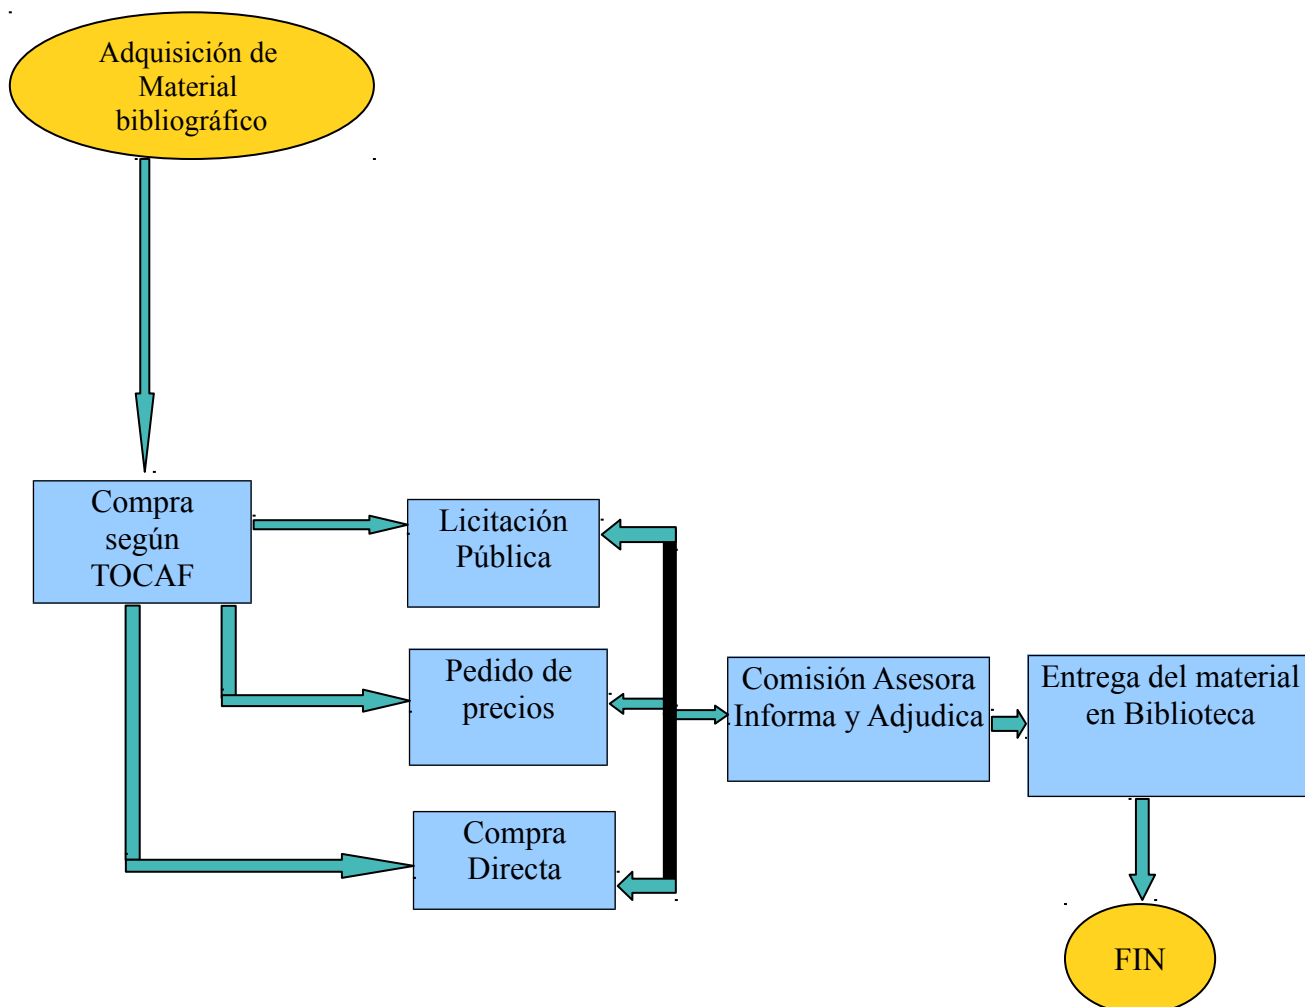 Adquisición de
Material
bibliográfico
Compra
según
TOCAF
Licitación
Pública
Pedido de
precios
Compra
Directa
Comisión Asesora
Informa y Adjudica
Entrega del material
en Biblioteca
FIN